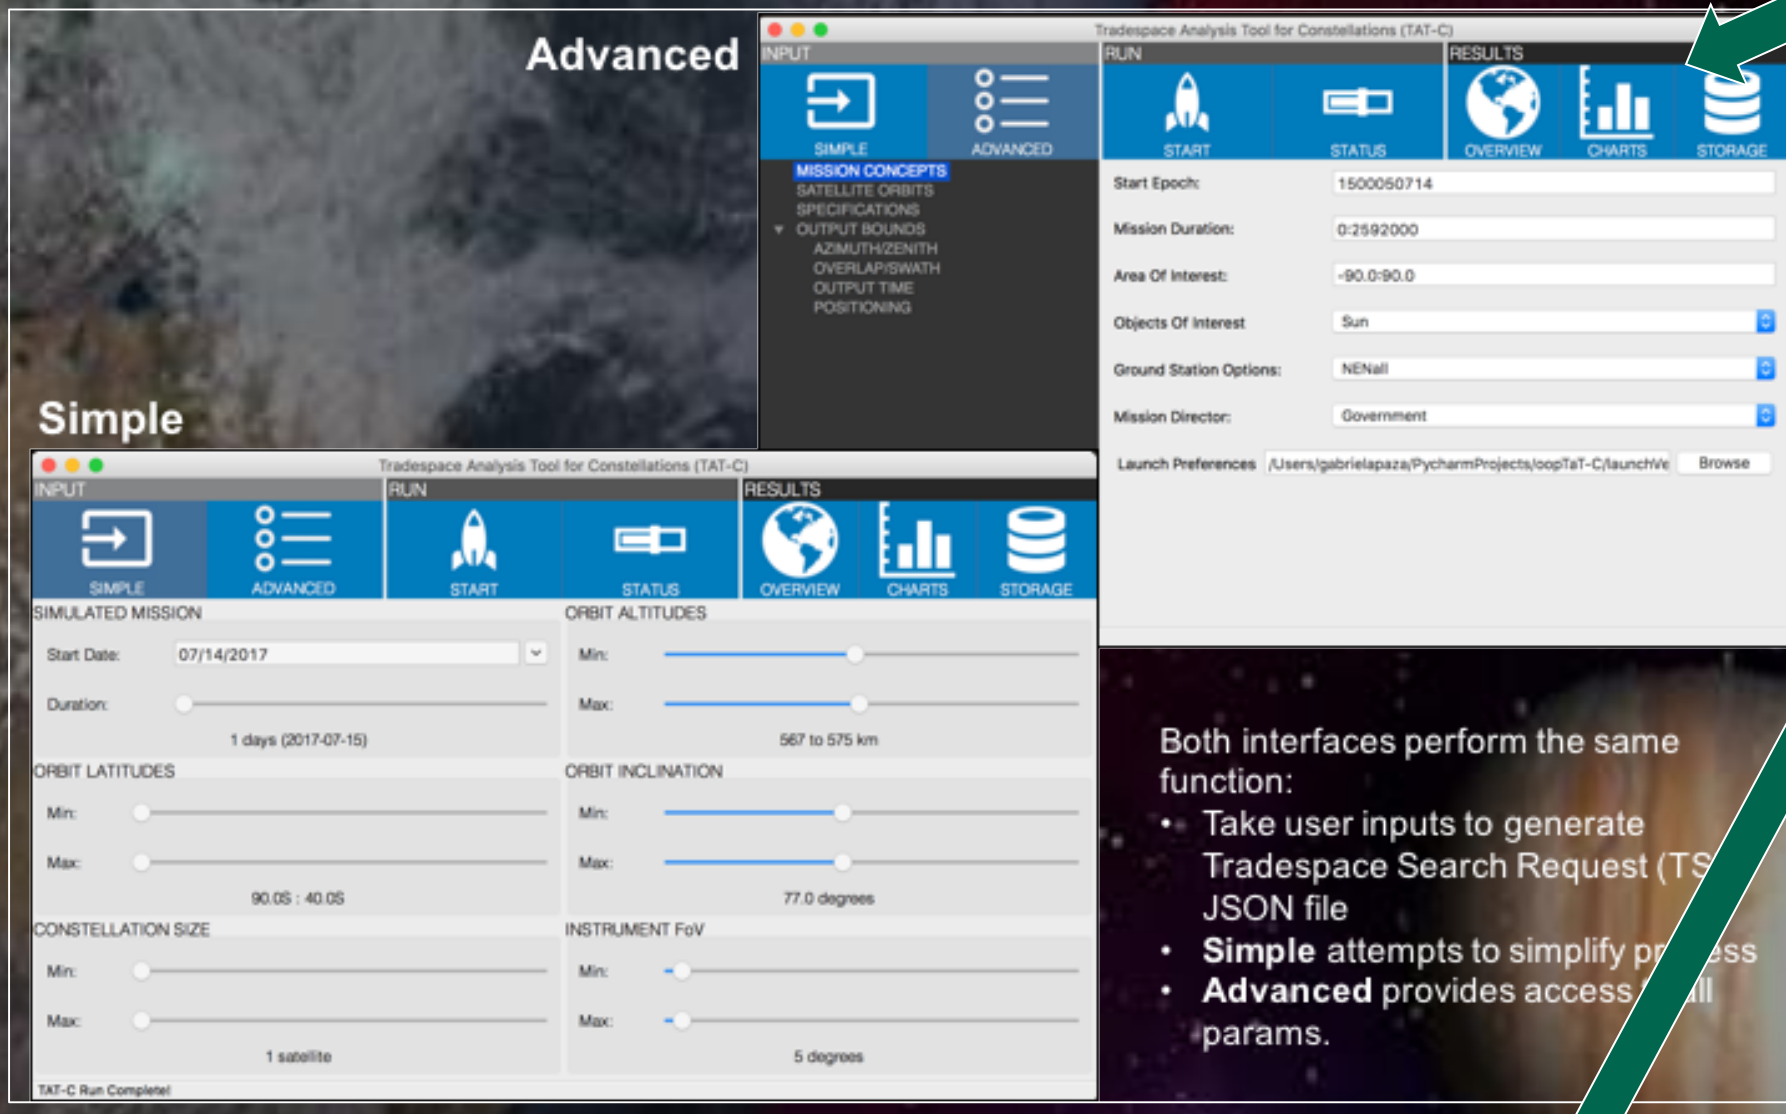 Advanced
Tradespace Analysis Tool for Constellations (TAT-C)
INPUT
RUN
RESULTS
SIMPLE
ADVANCED
START
STATUS
OVERVIEW
CHARTS
STORAGE
MISSION CONCEPTS
SATELLITE ORBITS
SPECIFICATIONS
OUTPUT BOUNDS
AZIMUTH/ZENITH
OVERLAP/SWATH
OUTPUT TIME
POSITIONING
Start Epoch: 1500050714
Mission Duration: 0:2592000
Area Of Interest: -90.0:90.0
Objects Of Interest Sun
Ground Station Options: NENall
Mission Director: Government
Launch Preferences /Users/gabrielapaza/PycharmProjects/oopTaT-C/launchVe Browse
Simple
Tradespace Analysis Tool for Constellations (TAT-C)
INPUT
RUN
RESULTS
SIMPLE
ADVANCED
START
STATUS
OVERVIEW
CHARTS
STORAGE
SIMULATED MISSION
Start Date: 07/14/2017
Duration:
1 days (2017-07-15)
ORBIT ALTITUDES
Min:
Max:
567 to 575 km
ORBIT LATITUDES
Min:
Max:
90.0S : 40.0S
ORBIT INCLINATION
Min:
Max:
77.0 degrees
CONSTELLATION SIZE
Min:
Max:
1 satellite
INSTRUMENT FoV
Min:
Max:
5 degrees
TAT-C Run Complete!
Both interfaces perform the same
function:
• Take user inputs to generate
Tradespace Search Request (TS
JSON file
• Simple attempts to simplify
• Advanced provides access
params.